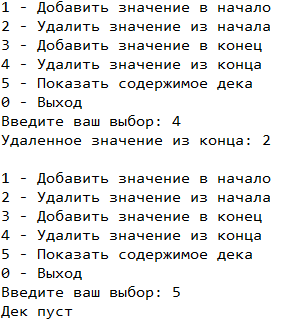 1 - Добавить значение в начало
2 - Удалить значение из начала
3 - Добавить значение в конец
4 - Удалить значение из конца
5 - Показать содержимое дека
0 - Выход
Введите ваш выбор: 4
Удаленное значение из конца: 2

1 - Добавить значение в начало
2 - Удалить значение из начала
3 - Добавить значение в конец
4 - Удалить значение из конца
5 - Показать содержимое дека
0 - Выход
Введите ваш выбор: 5
Дек пуст